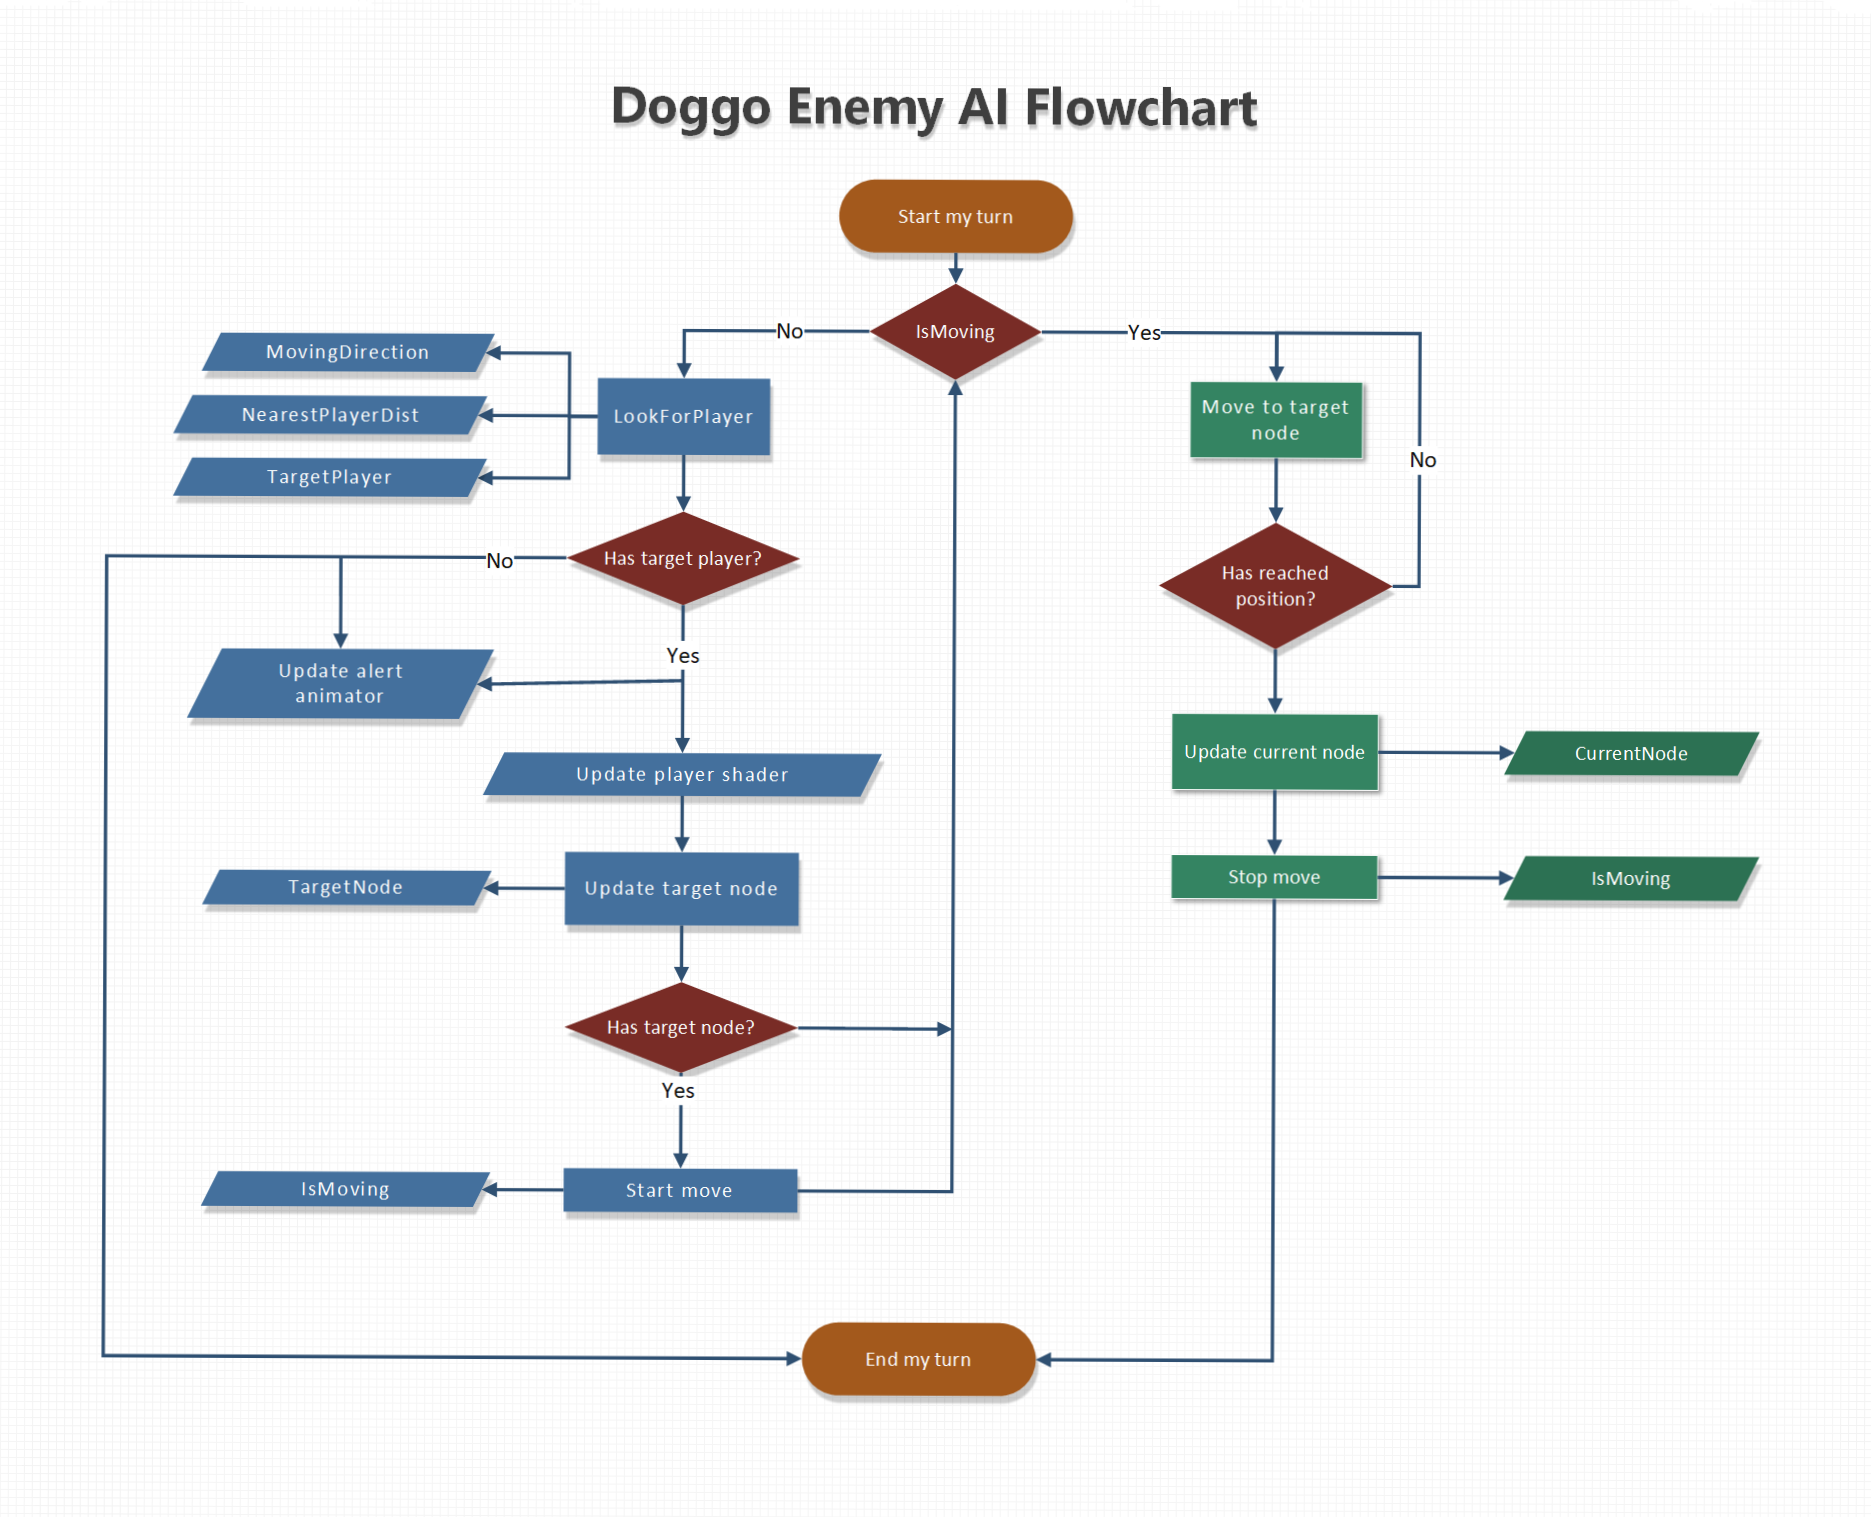 Doggo Enemy AI Flowchart
Start my turn
IsMoving
No
Yes
MovingDirection
NearestPlayerDist
TargetPlayer
LookForPlayer
Move to target
node
No
Has target player?
No
Has reached
position?
Yes
Update alert
animator
Update player shader
Update current node
CurrentNode
TargetNode
Update target node
Stop move
IsMoving
Has target node?
Yes
IsMoving
Start move
End my turn